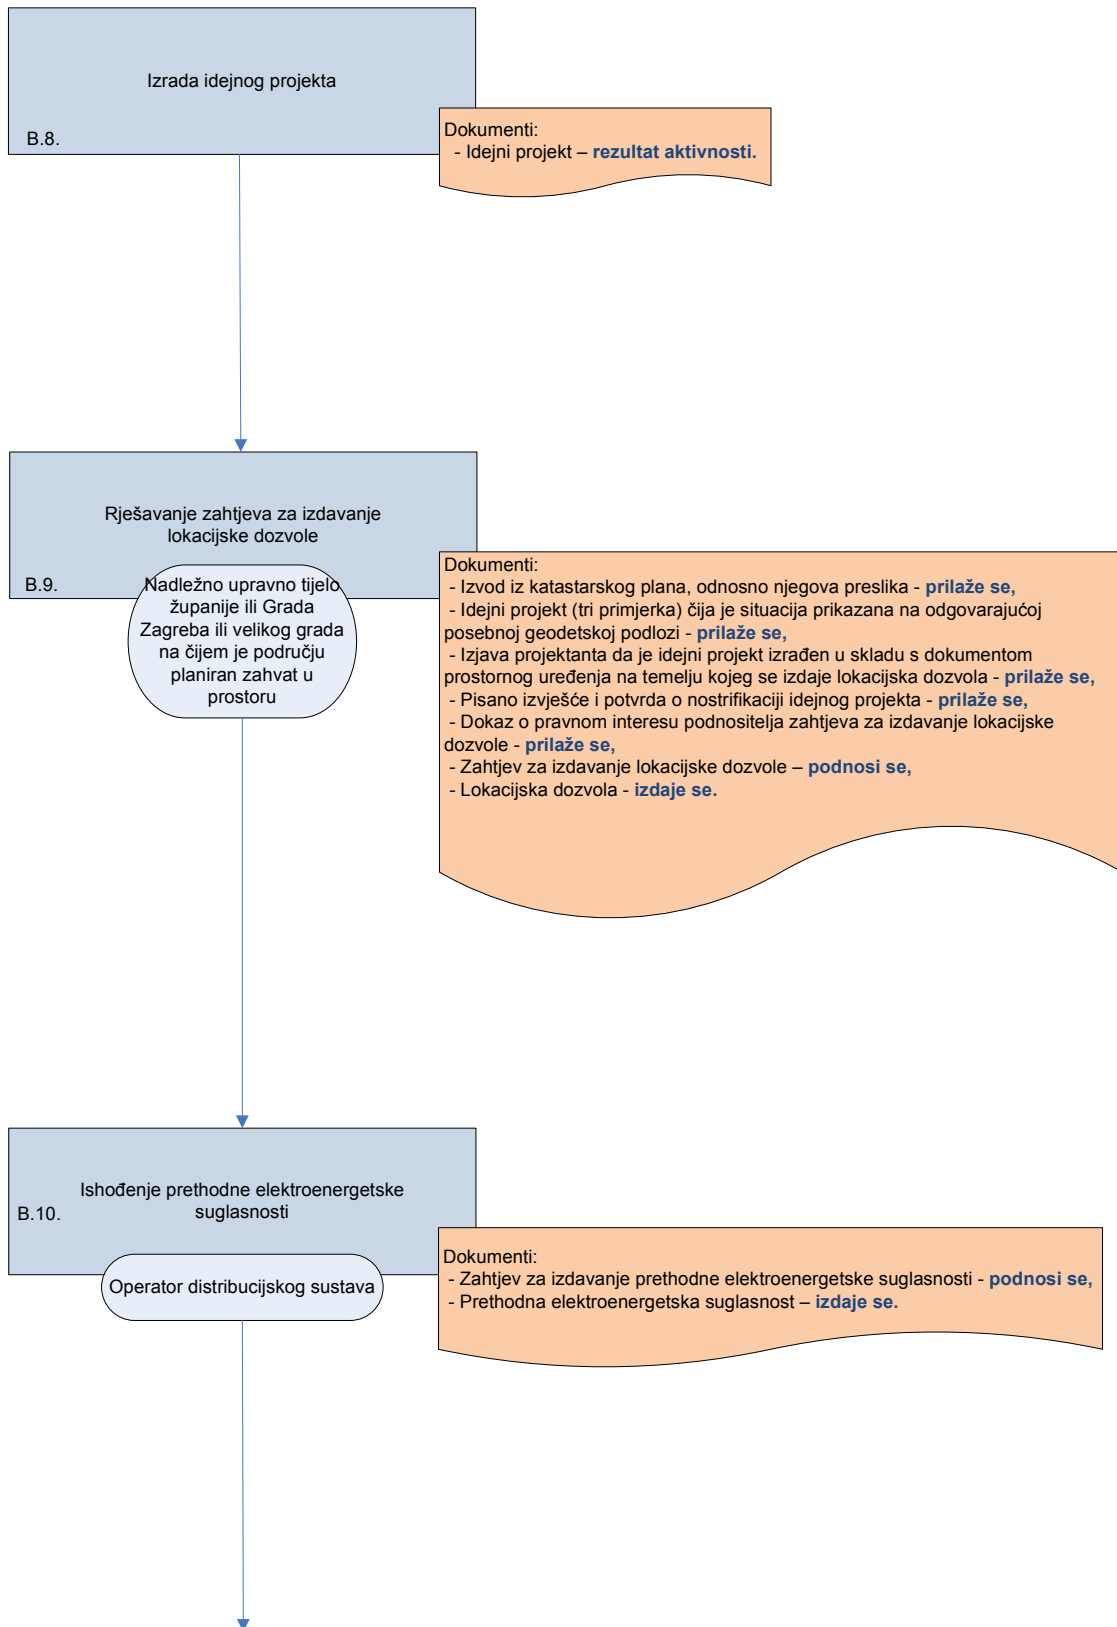 Izrada idejnog projekta
B.8.
Dokumenti:
- Idejni projekt – rezultat aktivnosti.
Rješavanje zahtjeva za izdavanje
lokacijske dozvole
B.9.
Nadležno upravno tijelo
županije ili Grada
Zagreba ili velikog grada
na čijem je području
planiran zahvat u
prostoru
Dokumenti:
- Izvod iz katastarskog plana, odnosno njegova preslika - prilaže se,
- Idejni projekt (tri primjerka) čija je situacija prikazana na odgovarajućoj
posebnoj geodetskoj podlozi - prilaže se,
- Izjava projektanta da je idejni projekt izrađen u skladu s dokumentom
prostornog uređenja na temelju kojeg se izdaje lokacijska dozvola - prilaže se,
- Pisano izvješće i potvrda o nostrifikaciji idejnog projekta - prilaže se,
- Dokaz o pravnom interesu podnositelja zahtjeva za izdavanje lokacijske
dozvole - prilaže se,
- Zahtjev za izdavanje lokacijske dozvole – podnosi se,
- Lokacijska dozvola - izdaje se.
Ishođenje prethodne elektroenergetske
suglasnosti
B.10.
Operator distribucijskog sustava
Dokumenti:
- Zahtjev za izdavanje prethodne elektroenergetske suglasnosti - podnosi se,
- Prethodna elektroenergetska suglasnost – izdaje se.